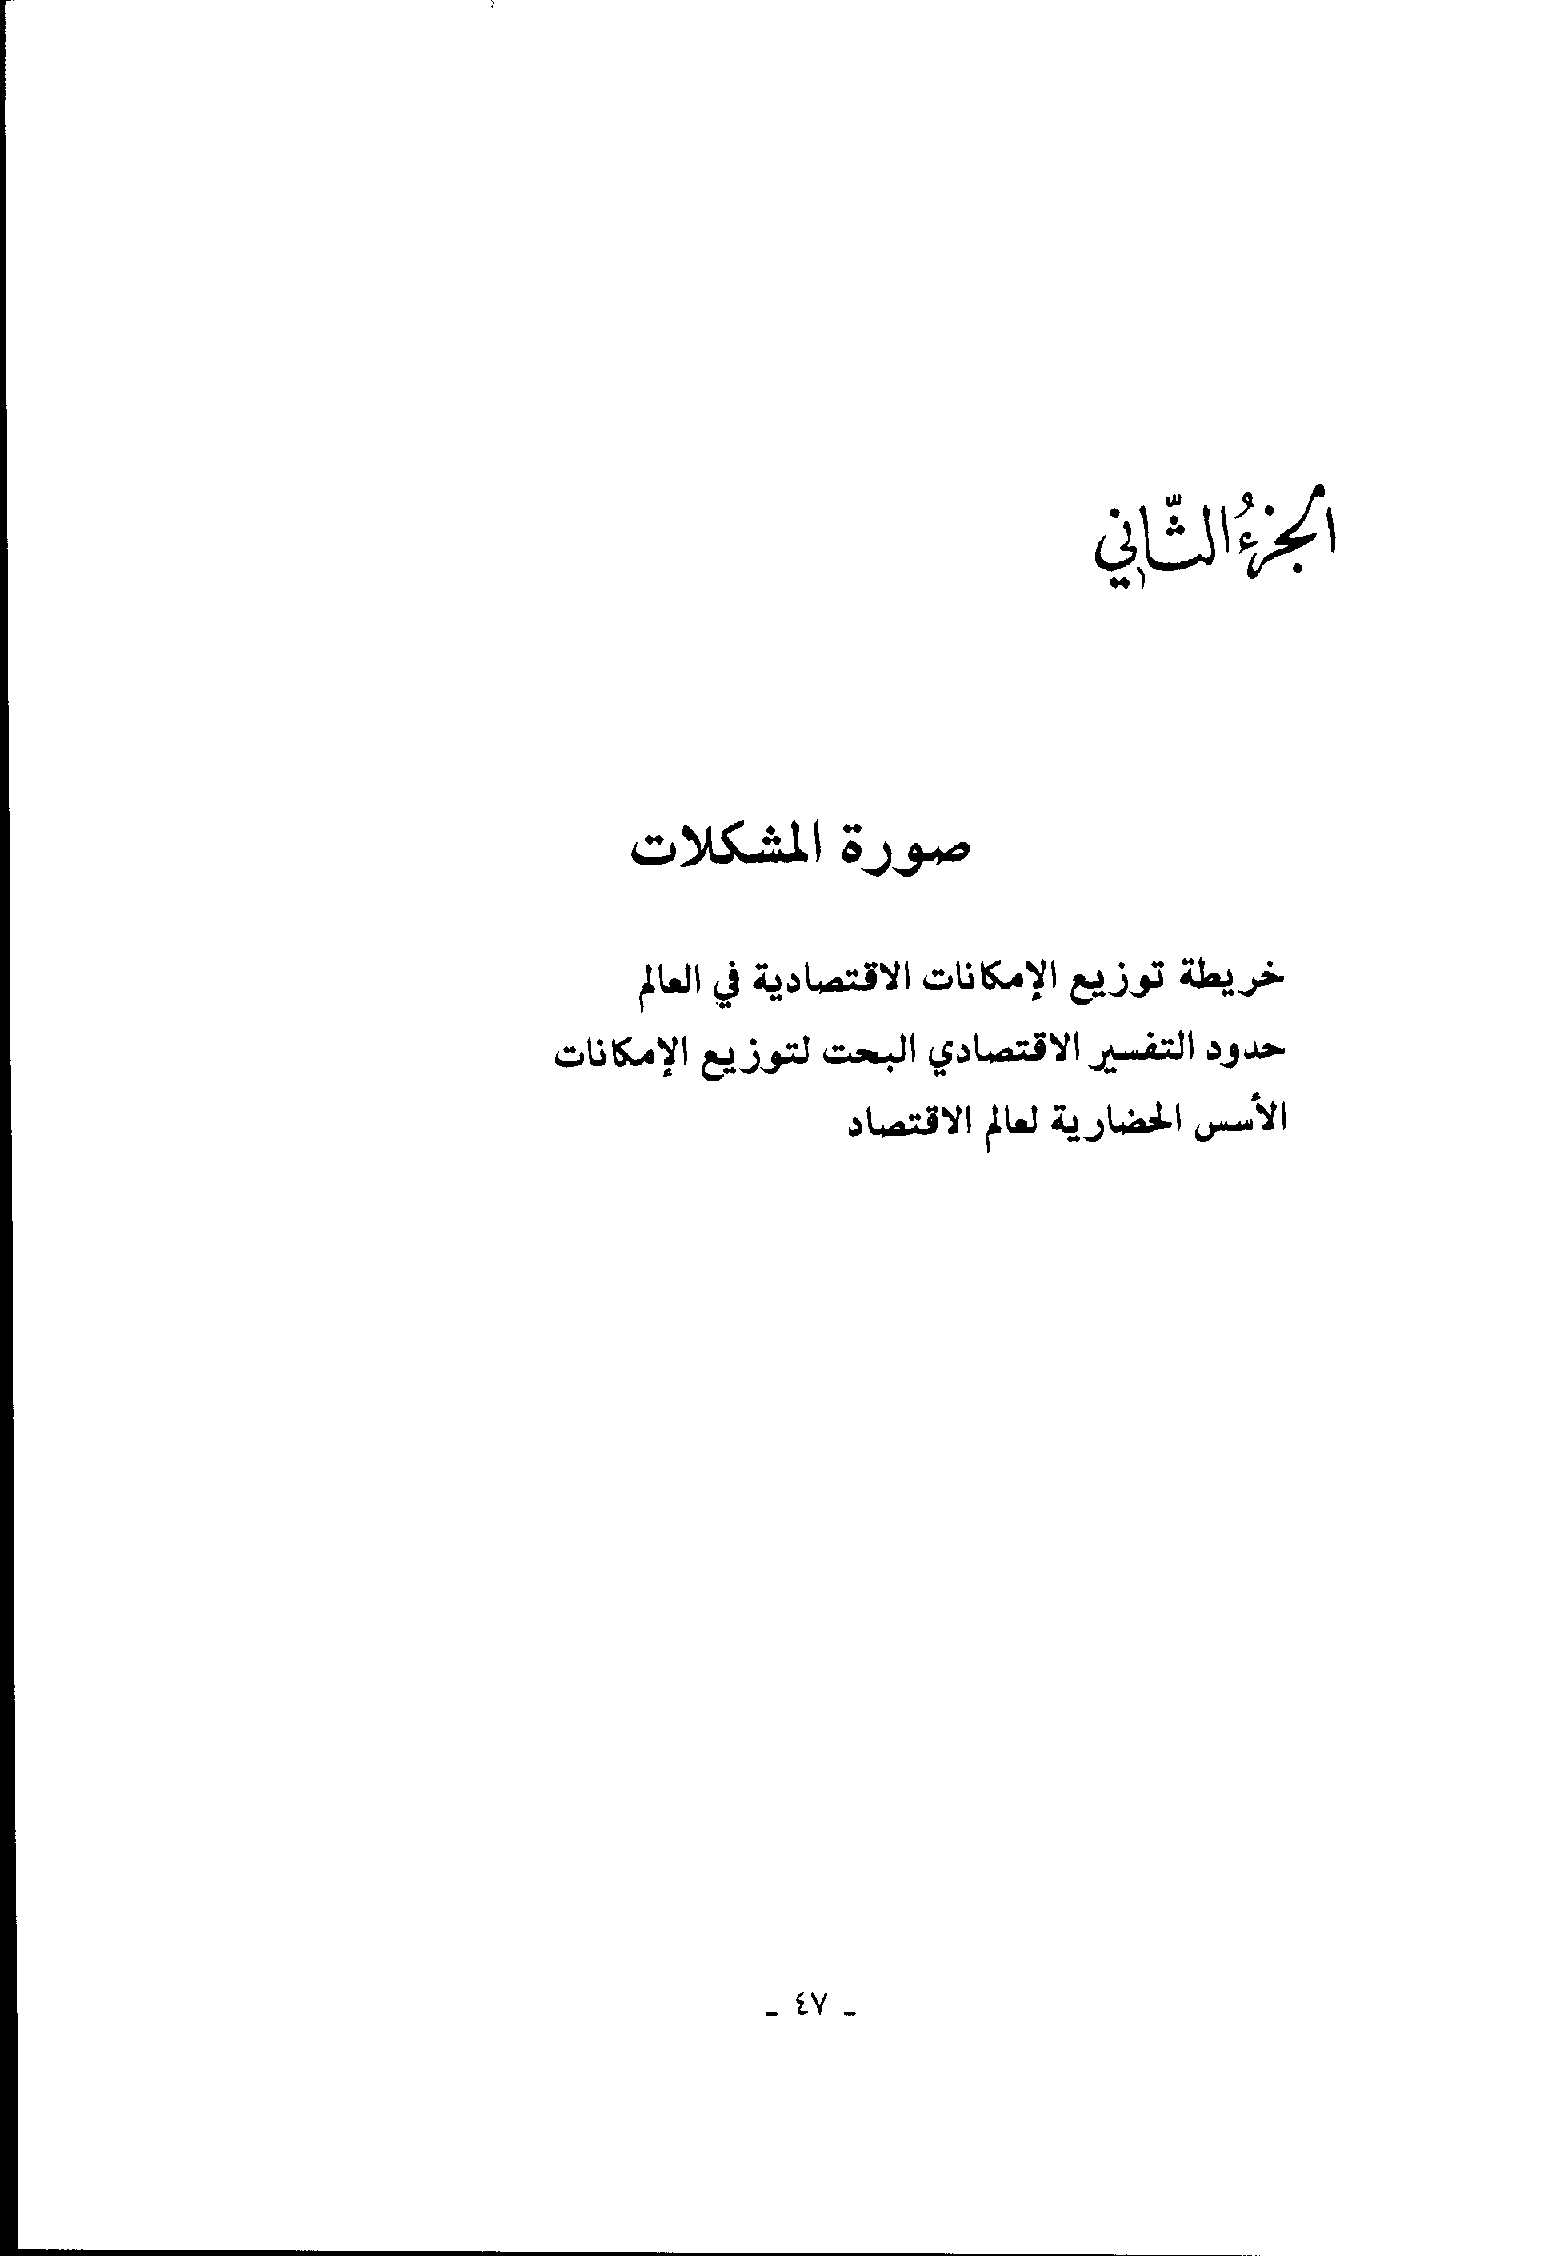 الجزءُ الثّاني
صورة المشكلات
خريطة توزيع الإمكانات الاقتصادية في العالم
حدود التفسير الاقتصادي البحت لتوزيع الإمكانات
الأسس الحضارية لعالم الاقتصاد
_ ٤٧ _